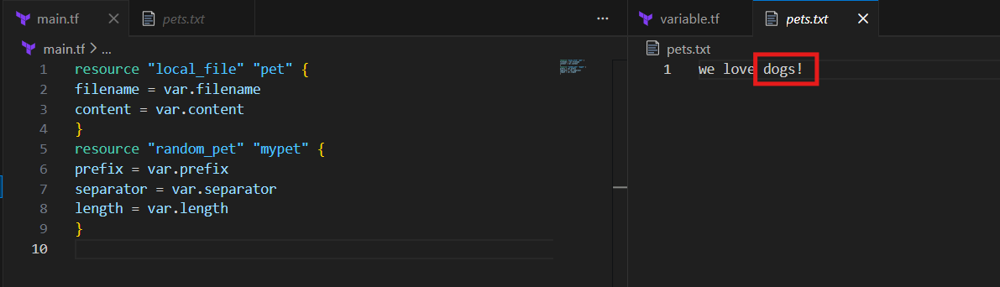 main.tf
pets.txt
main.tf > ...
1 resource "local_file" "pet" {
2 filename = var.filename
3 content = var.content
4 }
5 resource "random_pet" "mypet" {
6 prefix = var.prefix
7 separator = var.separator
8 length = var.length
9 }
10
variable.tf
pets.txt
pets.txt
1 we love dogs!